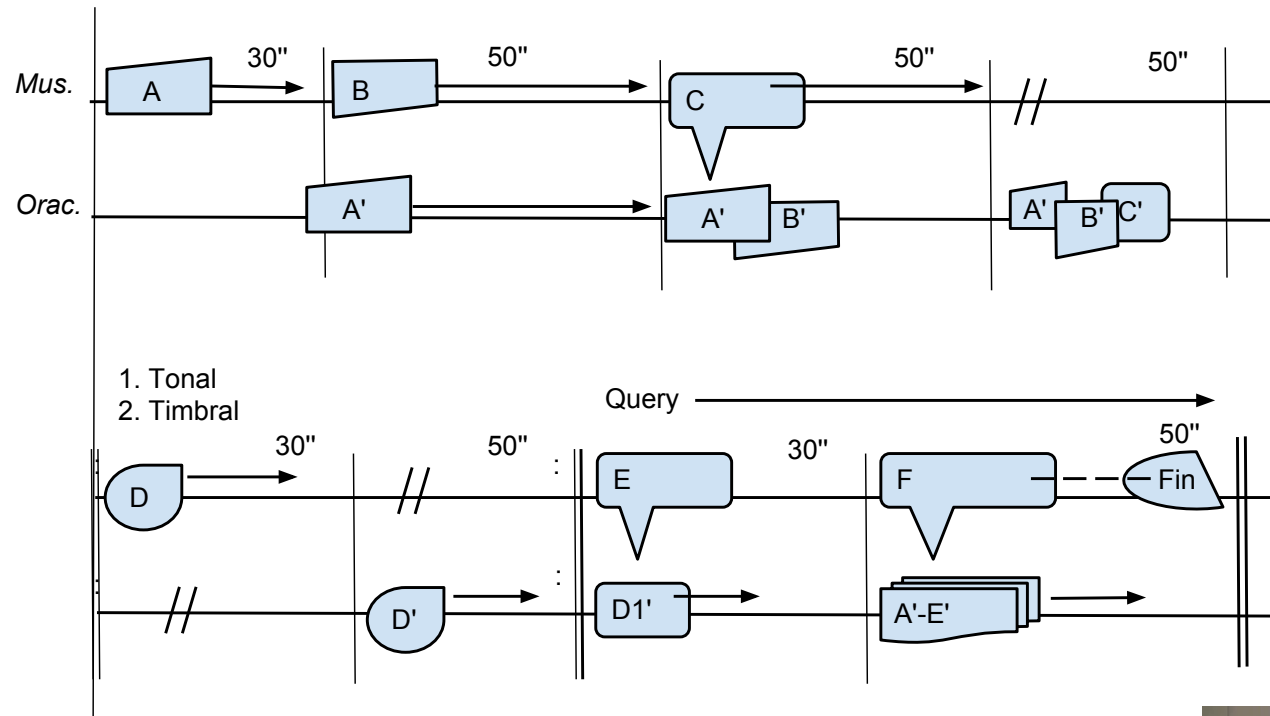 30" 50" 50" 50"
Mus. A B C //
Orac. A' A' B' A' B' C'
1. Tonal
2. Timbral
Query
30" 50" 30" 50"
: D // : E F Fin
: // D' : D1' A'-E'